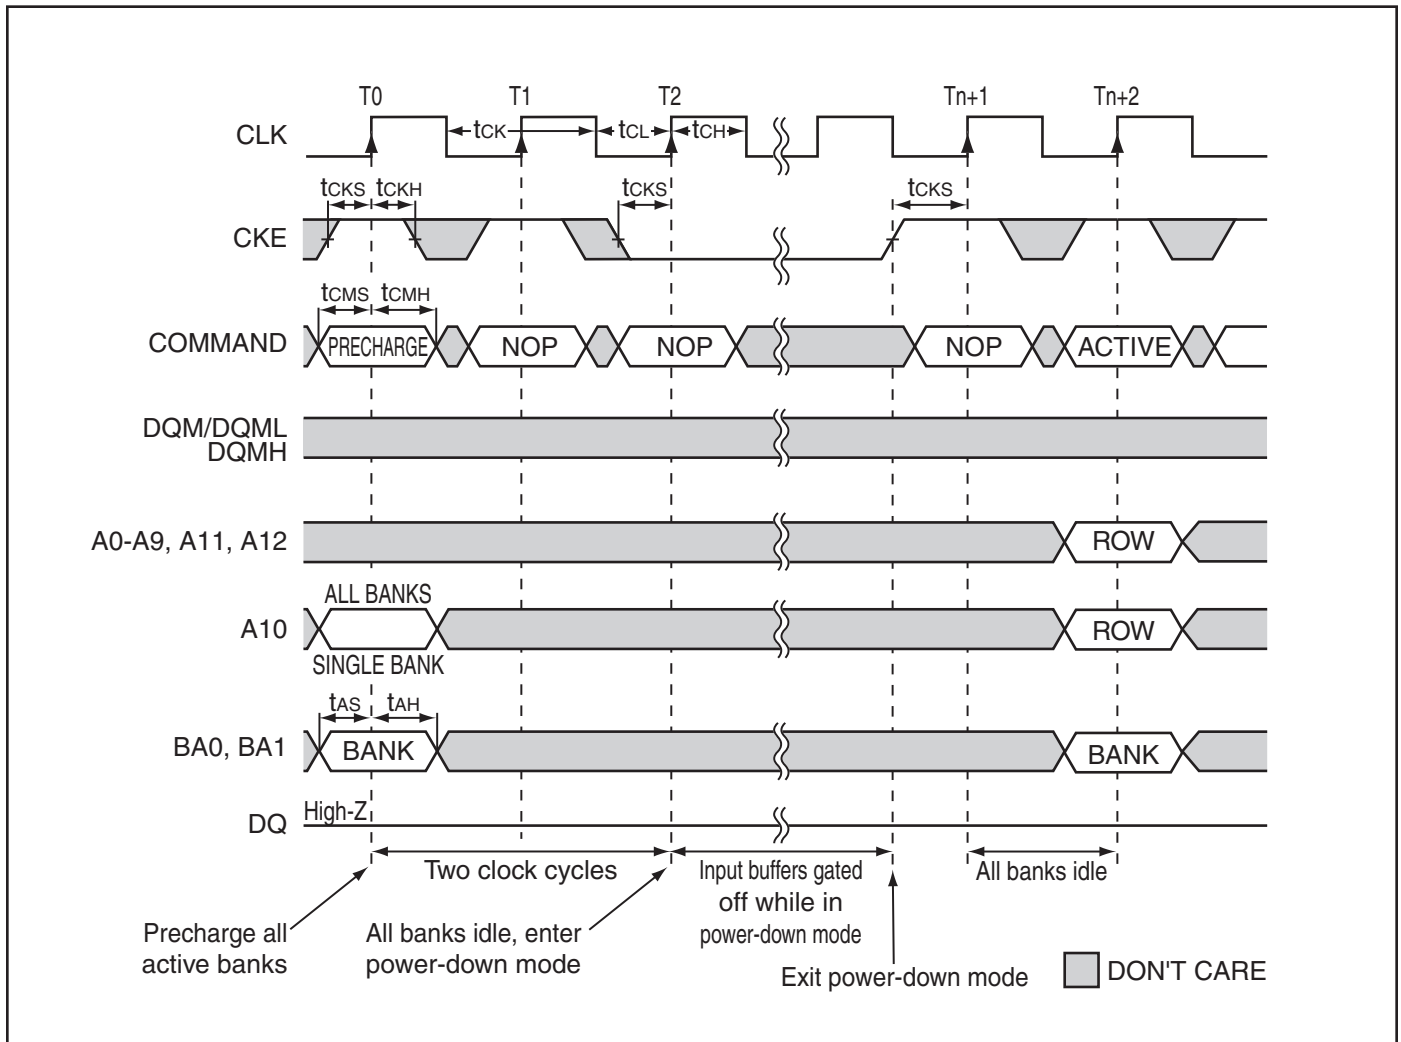 T0 T1 T2 Tn+1 Tn+2
CLK tCK tCL tCH
tCKS tCKH tCKS tCKS
CKE
tCMS tCMH
COMMAND PRECHARGE NOP NOP NOP ACTIVE
DQM/DQML
DQMH
A0-A9, A11, A12 ROW
ALL BANKS
A10 ROW
SINGLE BANK
tAS tAH
BA0, BA1 BANK BANK
DQ High-Z
Two clock cycles
Input buffers gated
off while in
power-down mode
All banks idle
Precharge all
active banks
All banks idle, enter
power-down mode
Exit power-down mode
DON'T CARE